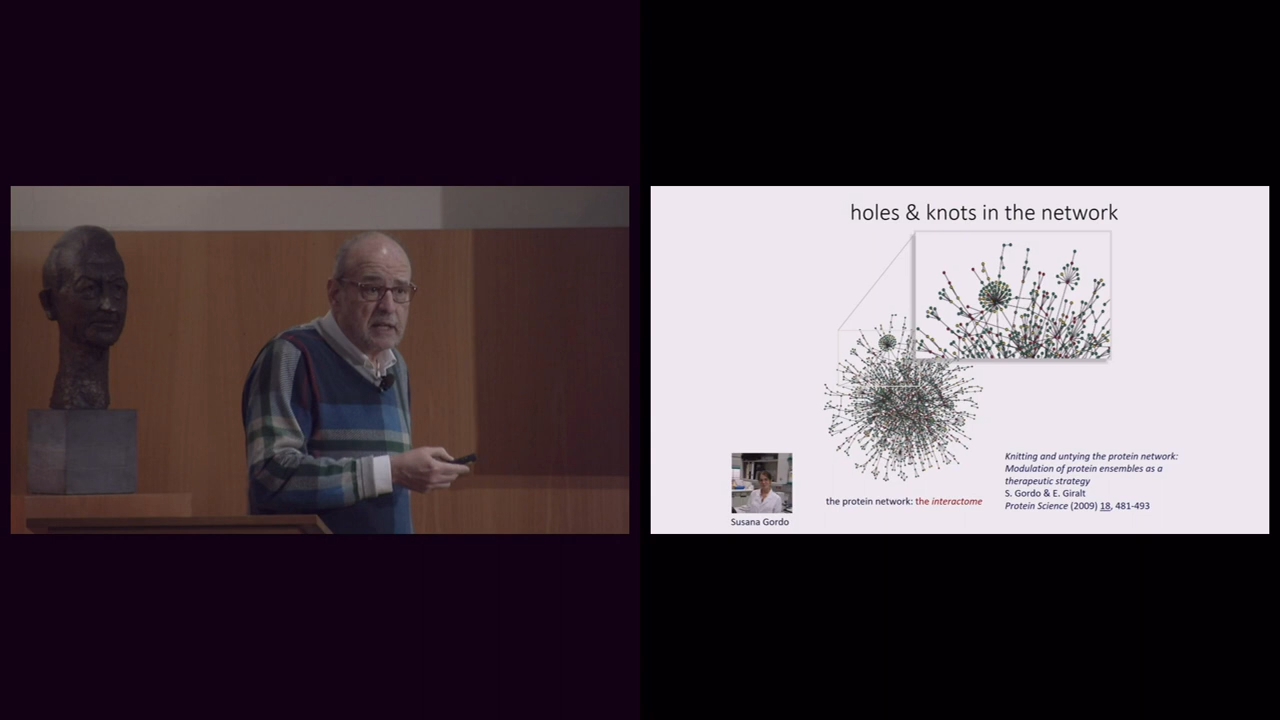 holes & knots in the network
Knitting and untying the protein network:
Modulation of protein ensembles as a
therapeutic strategy
S. Gordo & E. Giralt
Protein Science (2009) 18, 481-493
the protein network: the interactome
Susana Gordo